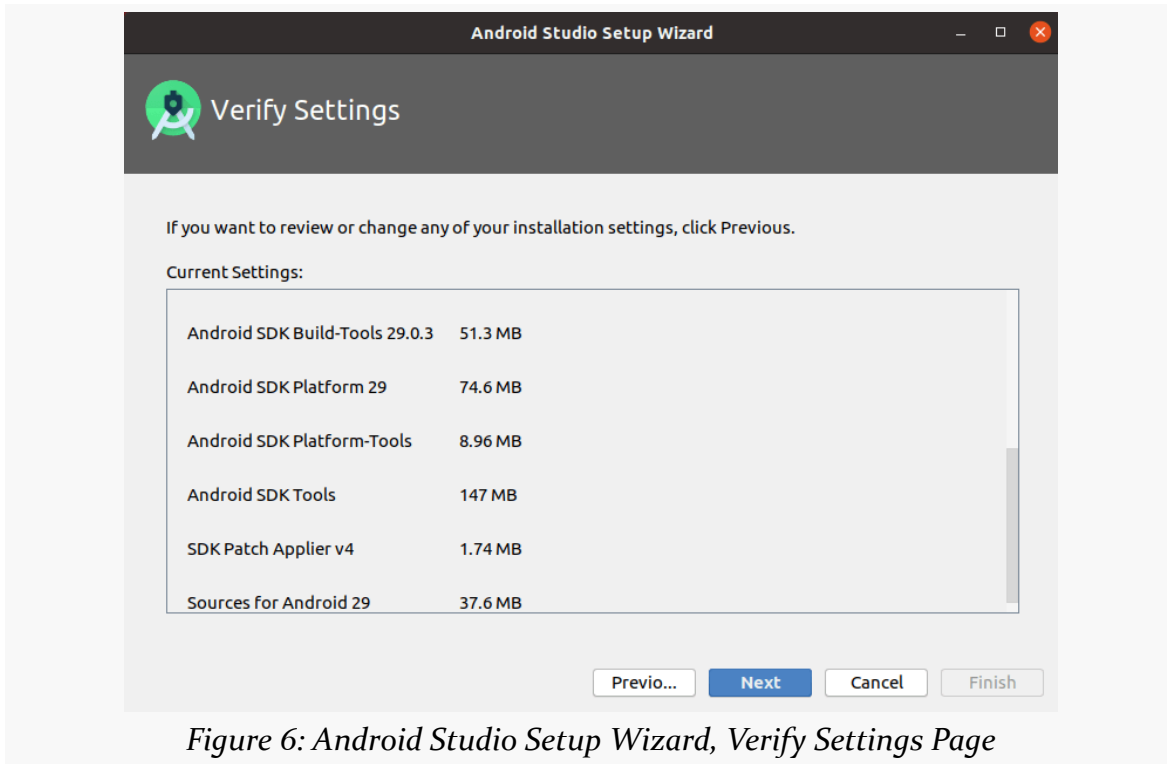 Android Studio Setup Wizard
Verify Settings
If you want to review or change any of your installation settings, click Previous.
Current Settings:
Android SDK Build-Tools 29.0.3 51.3 MB
Android SDK Platform 29 74.6 MB
Android SDK Platform-Tools 8.96 MB
Android SDK Tools 147 MB
SDK Patch Applier v4 1.74 MB
Sources for Android 29 37.6 MB
Previo... Next Cancel Finish
Figure 6: Android Studio Setup Wizard, Verify Settings Page